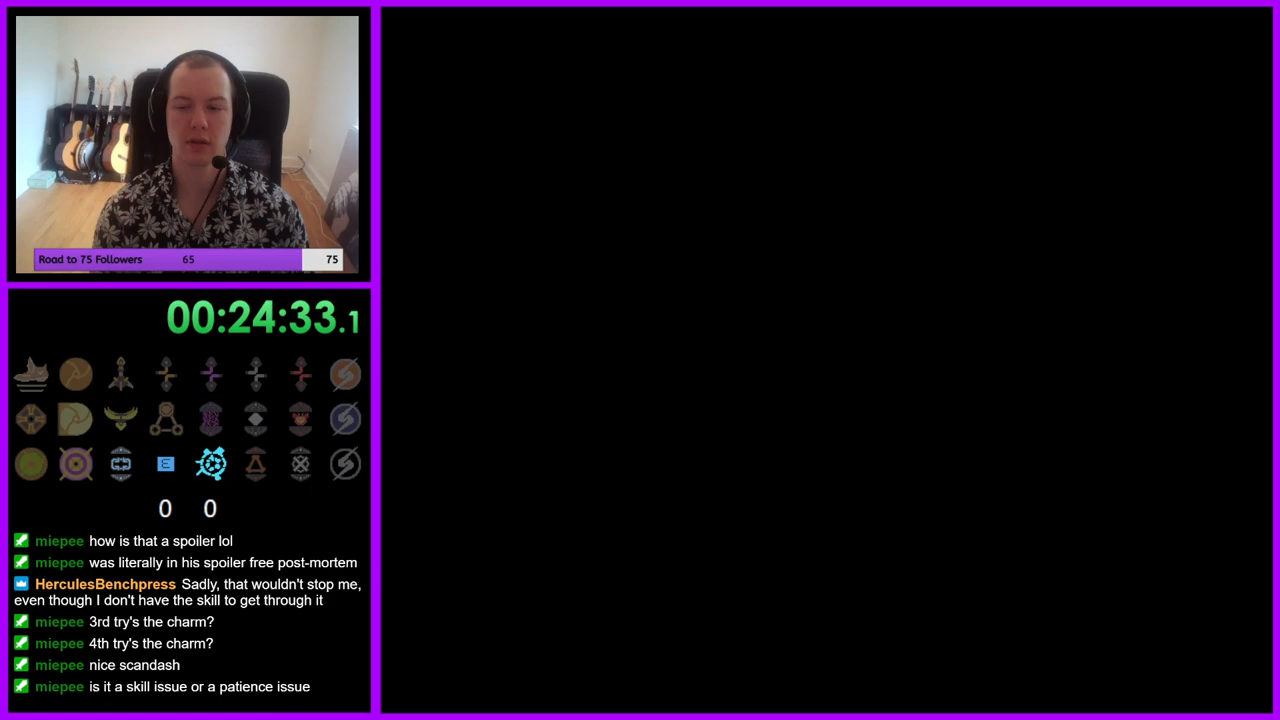 Road to 75 Followers 65 75
00:24:33.1
0 0
miepee how is that a spoiler lol
miepee was literally in his spoiler free post-mortem
HerculesBenchpress Sadly, that wouldn't stop me,
even though I don't have the skill to get through it
miepee 3rd try's the charm?
miepee 4th try's the charm?
miepee nice scandash
miepee is it a skill issue or a patience issue